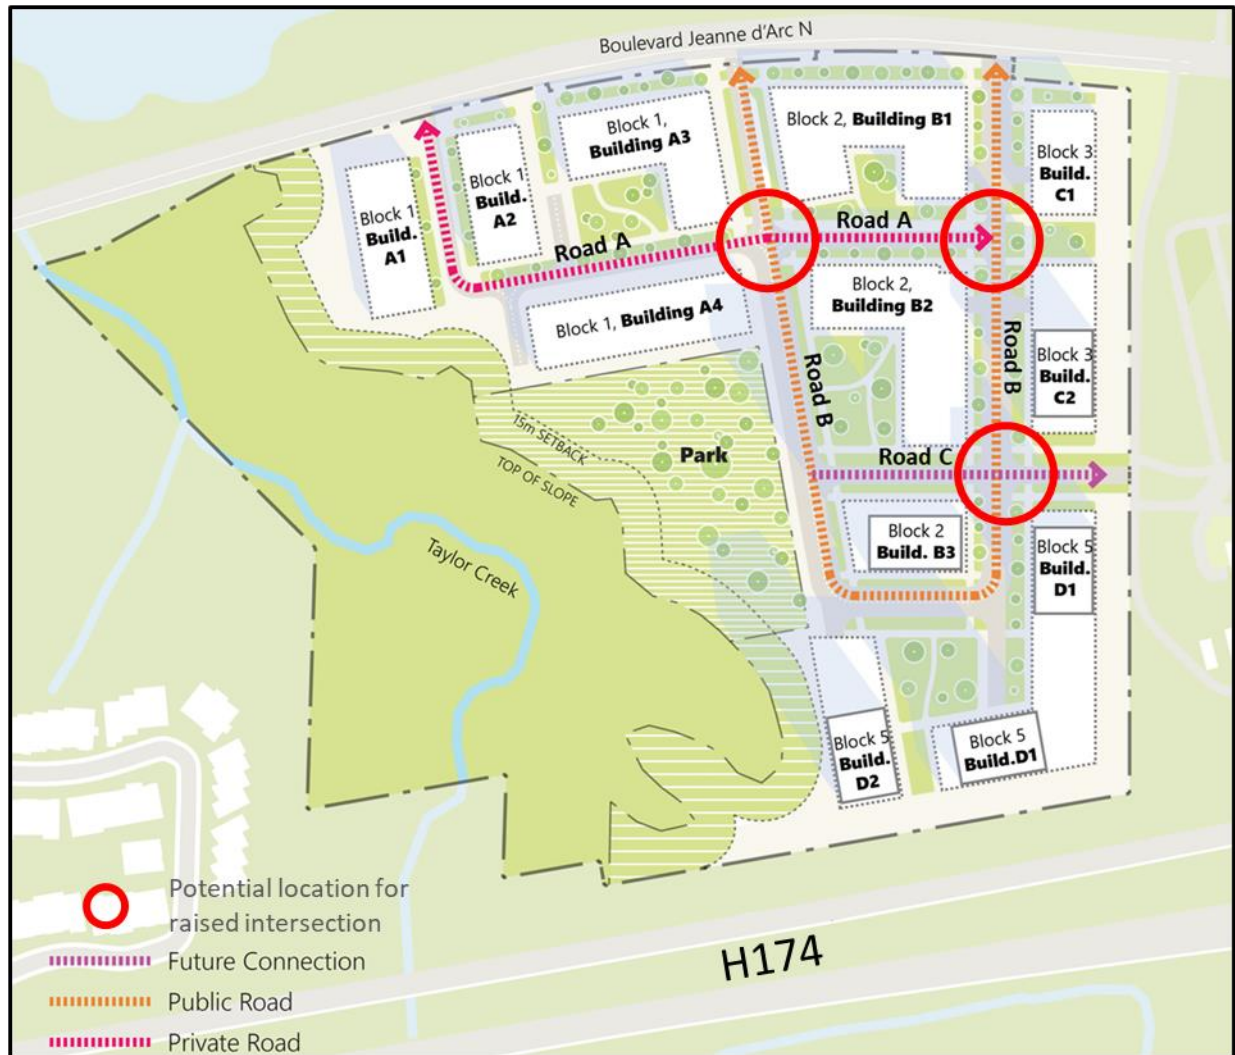 Boulevard Jeanne d'Arc N
Block 1,
Building A3
Block 2, Building B1
Block 3
Build.
C1
Block 1
Build.
A2
Block 1
Build.
A1
Road A
Road A
Block 1, Building A4
Block 2,
Building B2
Road B
Road B
Block 3
Build.
C2
15m SETBACK
TOP OF SLOPE
Park
Road C
Taylor Creek
Block 2
Build. B3
Block 5
Build.
D1
Block 5
Build.
D2
Block 5
Build.D1
H174
Potential location for
raised intersection
Future Connection
Public Road
Private Road